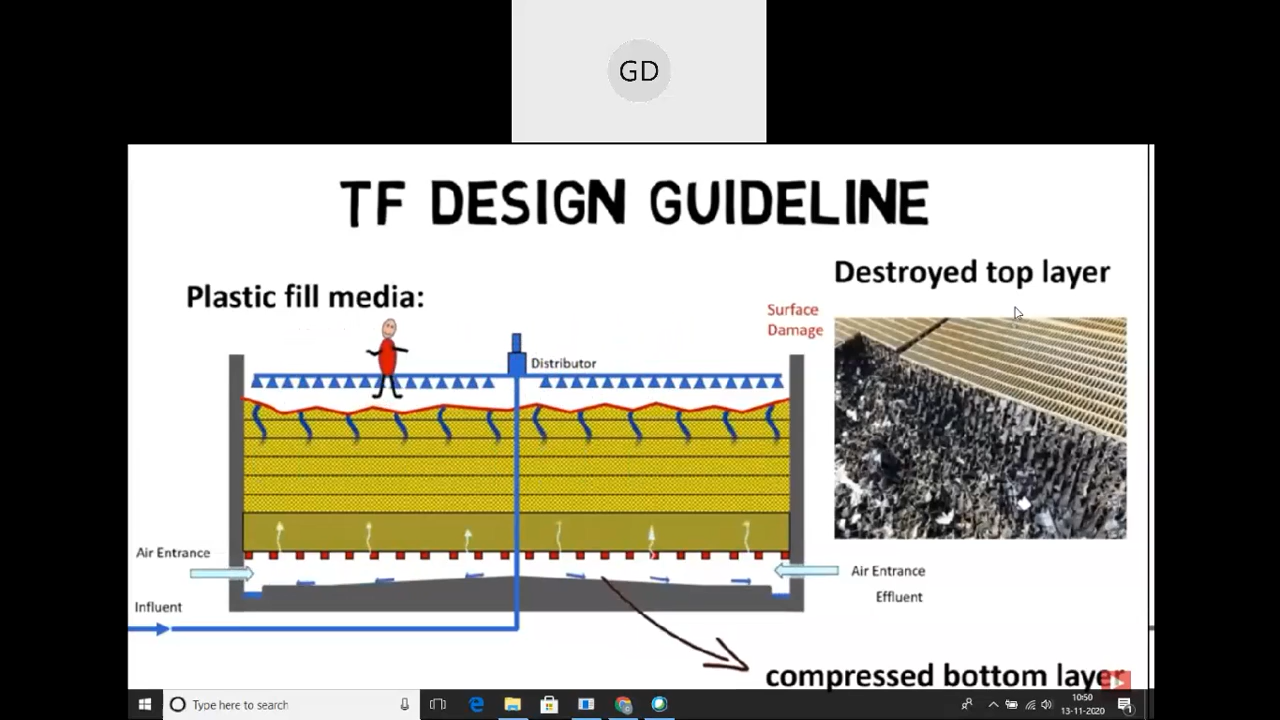 GD
TF DESIGN GUIDELINE
Destroyed top layer
Plastic fill media:
Surface
Damage
Distributor
Air Entrance
Air Entrance
Effluent
Influent
compressed bottom layer
Type here to search
10:50
13-11-2020
1